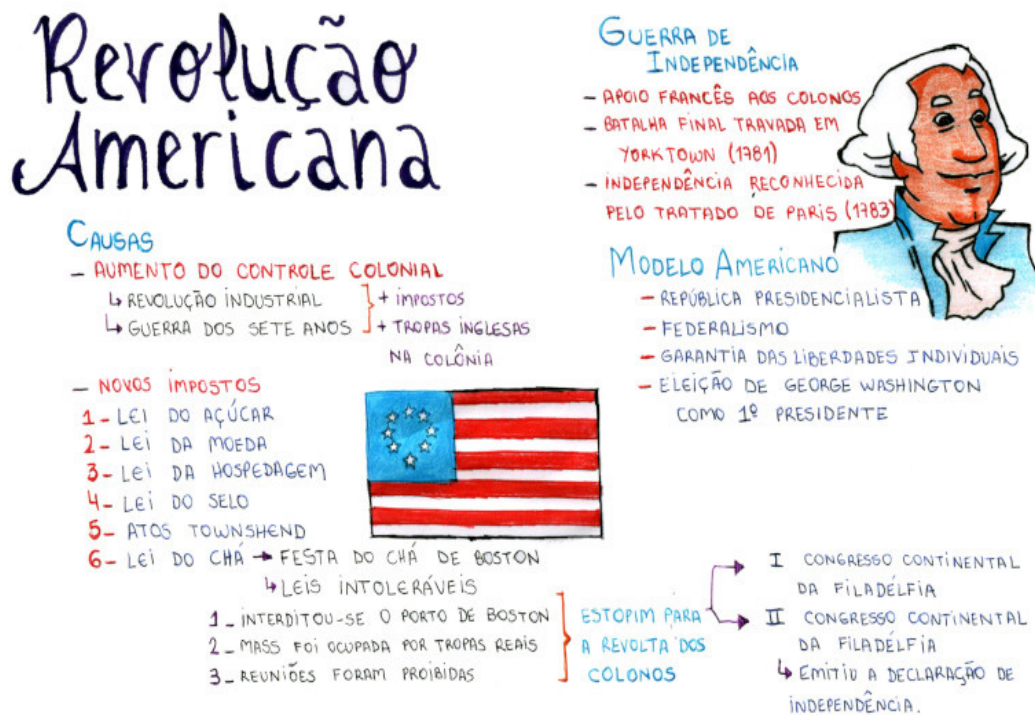 Revolução
Americana
CAUSAS
- AUMENTO DO CONTROLE COLONIAL
↳ REVOLUÇÃO INDUSTRIAL
↳ GUERRA DOS SETE ANOS
+ IMPOSTOS
+ TROPAS INGLESAS
NA COLÔNIA
- NOVOS IMPOSTOS
1- LEI DO AÇÚCAR
2- LEI DA MOEDA
3- LEI DA HOSPEDAGEM
4- LEI DO SELO
5- ATOS TOWNSHEND
6- LEI DO CHÁ → FESTA DO CHÁ DE BOSTON
↳ LEIS INTOLERÁVEIS
1- INTERDITOU-SE O PORTO DE BOSTON
2- MASS FOI OCUPADA POR TROPAS REAIS
3- REUNIÕES FORAM PROIBIDAS
ESTOPIM PARA
A REVOLTA DOS
COLONOS
I CONGRESSO CONTINENTAL
DA FILADÉLFIA
II CONGRESSO CONTINENTAL
DA FILADÉLFIA
↳ EMITIU A DECLARAÇÃO DE
INDEPENDÊNCIA.
GUERRA DE
INDEPENDÊNCIA
- APOIO FRANCÊS AOS COLONOS
- BATALHA FINAL TRAVADA EM
YORKTOWN (1781)
- INDEPENDÊNCIA RECONHECIDA
PELO TRATADO DE PARIS (1783)
MODELO AMERICANO
- REPÚBLICA PRESIDENCIALISTA
- FEDERALISMO
- GARANTIA DAS LIBERDADES INDIVIDUAIS
- ELEIÇÃO DE GEORGE WASHINGTON
COMO 1º PRESIDENTE